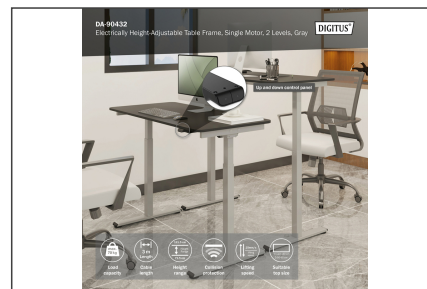 DA-90432
Electrically Height-Adjustable Table Frame, Single Motor, 2 Levels, Gray
DIGITUS®
Up and down control panel
Load
capacity
Cable
length
Height
range
Collision
protection
Lifting
speed
Suitable
top size